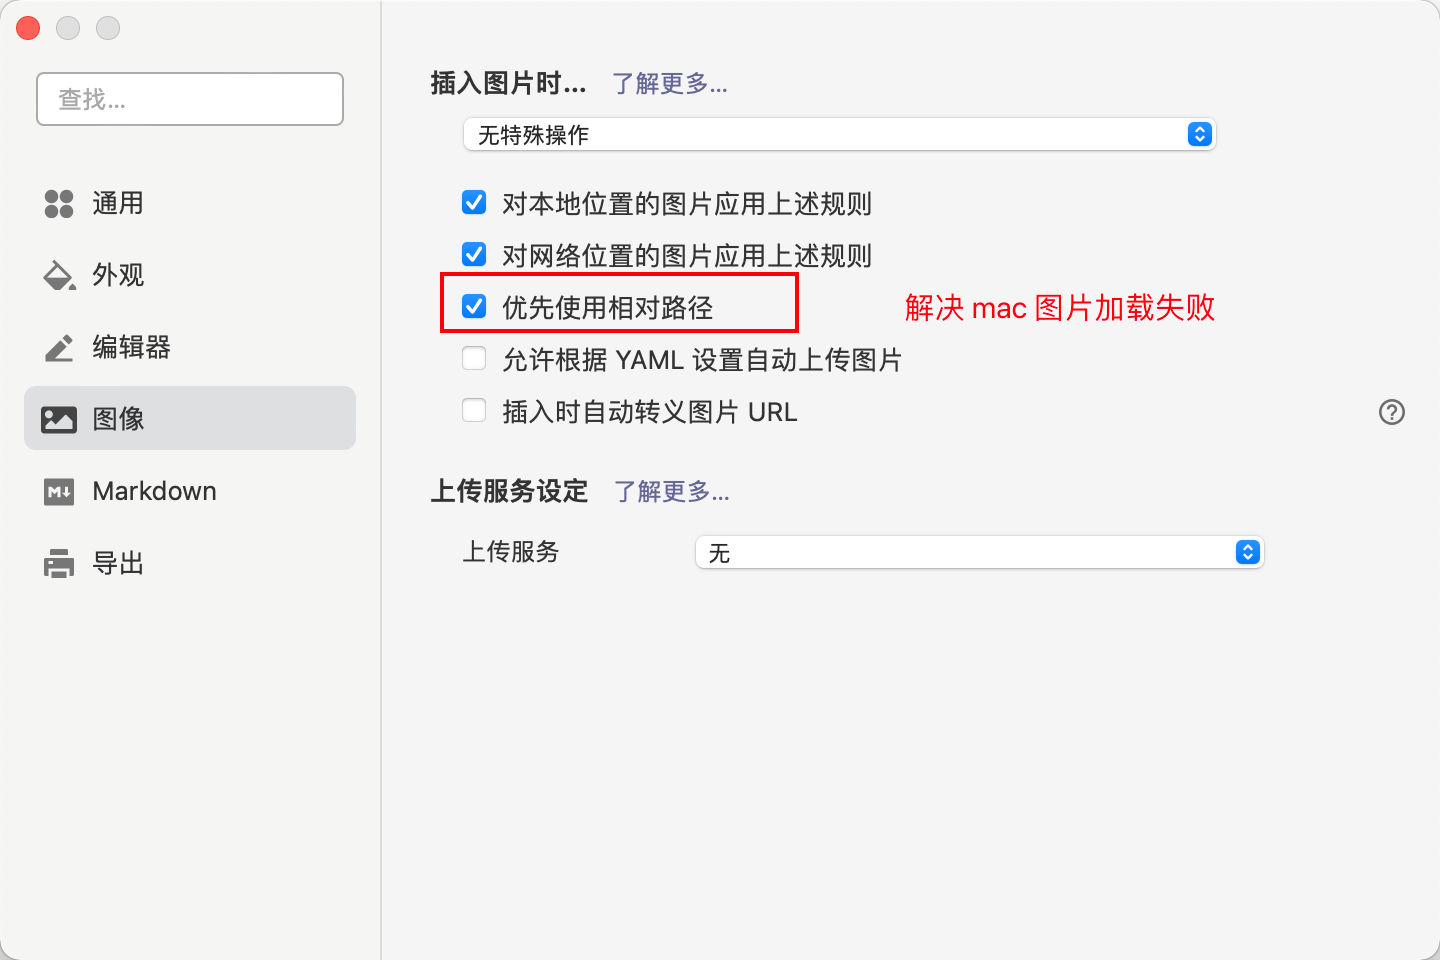 查找...
通用
外观
编辑器
图像
Markdown
导出
插入图片时... 了解更多...
无特殊操作
对本地位置的图片应用上述规则
对网络位置的图片应用上述规则
优先使用相对路径 解决 mac 图片加载失败
允许根据 YAML 设置自动上传图片
插入时自动转义图片 URL
上传服务设定 了解更多...
上传服务 无